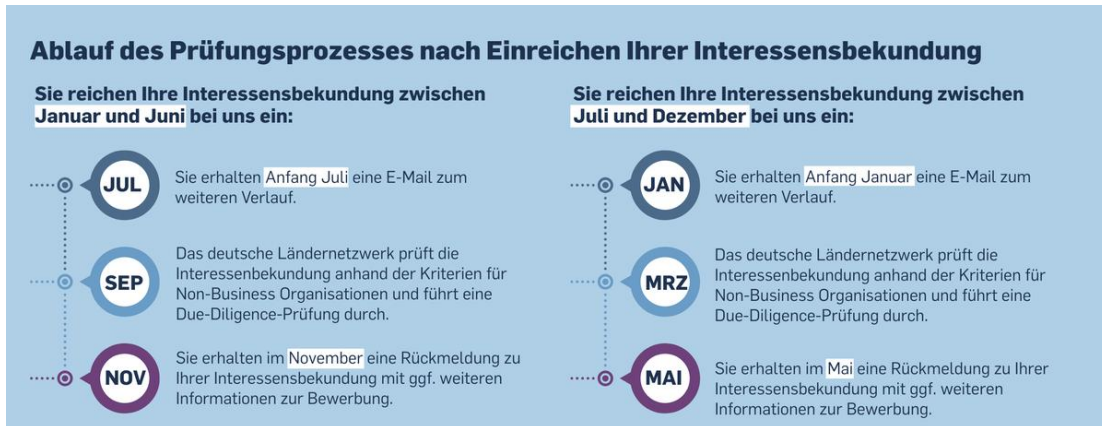 Ablauf des Prüfungsprozesses nach Einreichen Ihrer Interessensbekundung
Sie reichen Ihre Interessensbekundung zwischen
Januar und Juni bei uns ein:
JUL
Sie erhalten Anfang Juli eine E-Mail zum
weiteren Verlauf.
SEP
Das deutsche Ländernetzwerk prüft die
Interessenbekundung anhand der Kriterien für
Non-Business Organisationen und führt eine
Due-Diligence-Prüfung durch.
NOV
Sie erhalten im November eine Rückmeldung zu
Ihrer Interessensbekundung mit ggf. weiteren
Informationen zur Bewerbung.
Sie reichen Ihre Interessensbekundung zwischen
Juli und Dezember bei uns ein:
JAN
Sie erhalten Anfang Januar eine E-Mail zum
weiteren Verlauf.
MRZ
Das deutsche Ländernetzwerk prüft die
Interessenbekundung anhand der Kriterien für
Non-Business Organisationen und führt eine
Due-Diligence-Prüfung durch.
MAI
Sie erhalten im Mai eine Rückmeldung zu Ihrer
Interessensbekundung mit ggf. weiteren
Informationen zur Bewerbung.